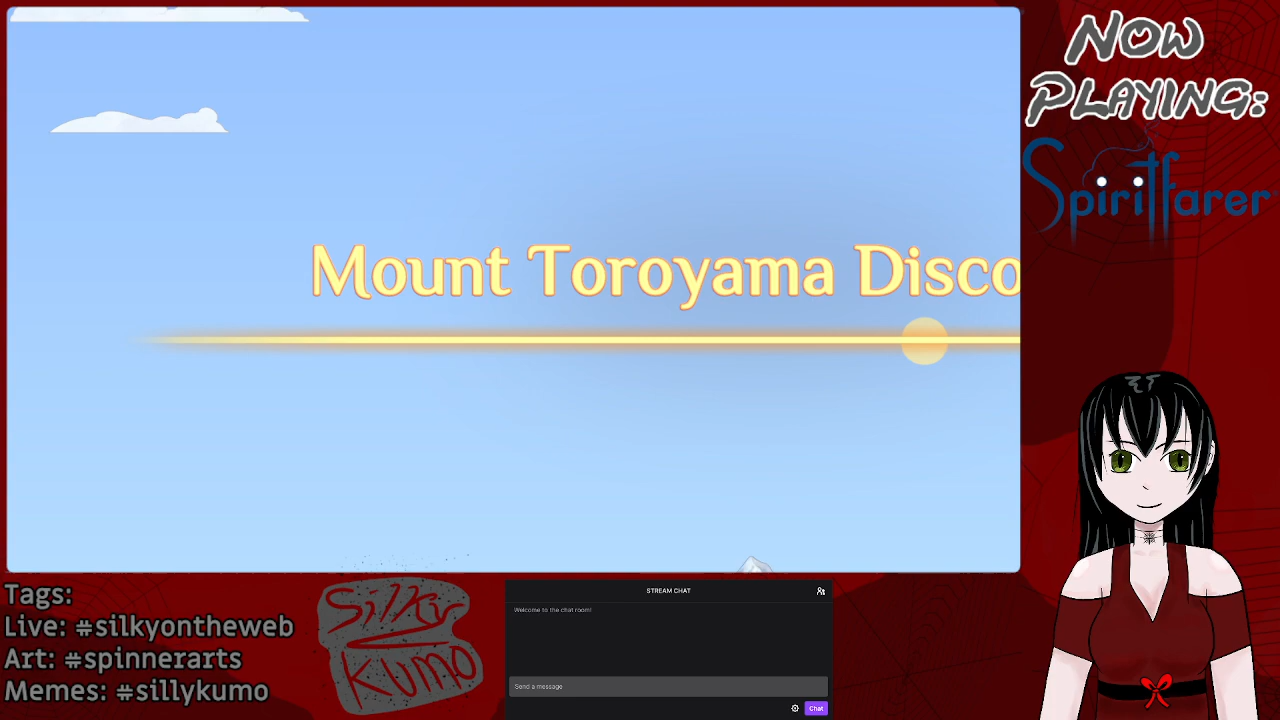 Now
Playing:
Spiritfarer
Mount Toroyama Disco
Tags:
Live: #silkyontheweb
Art: #spinnerarts
Memes: #sillykumo
Silky
Kumo
STREAM CHAT
Welcome to the chat room!
Send a message
Chat